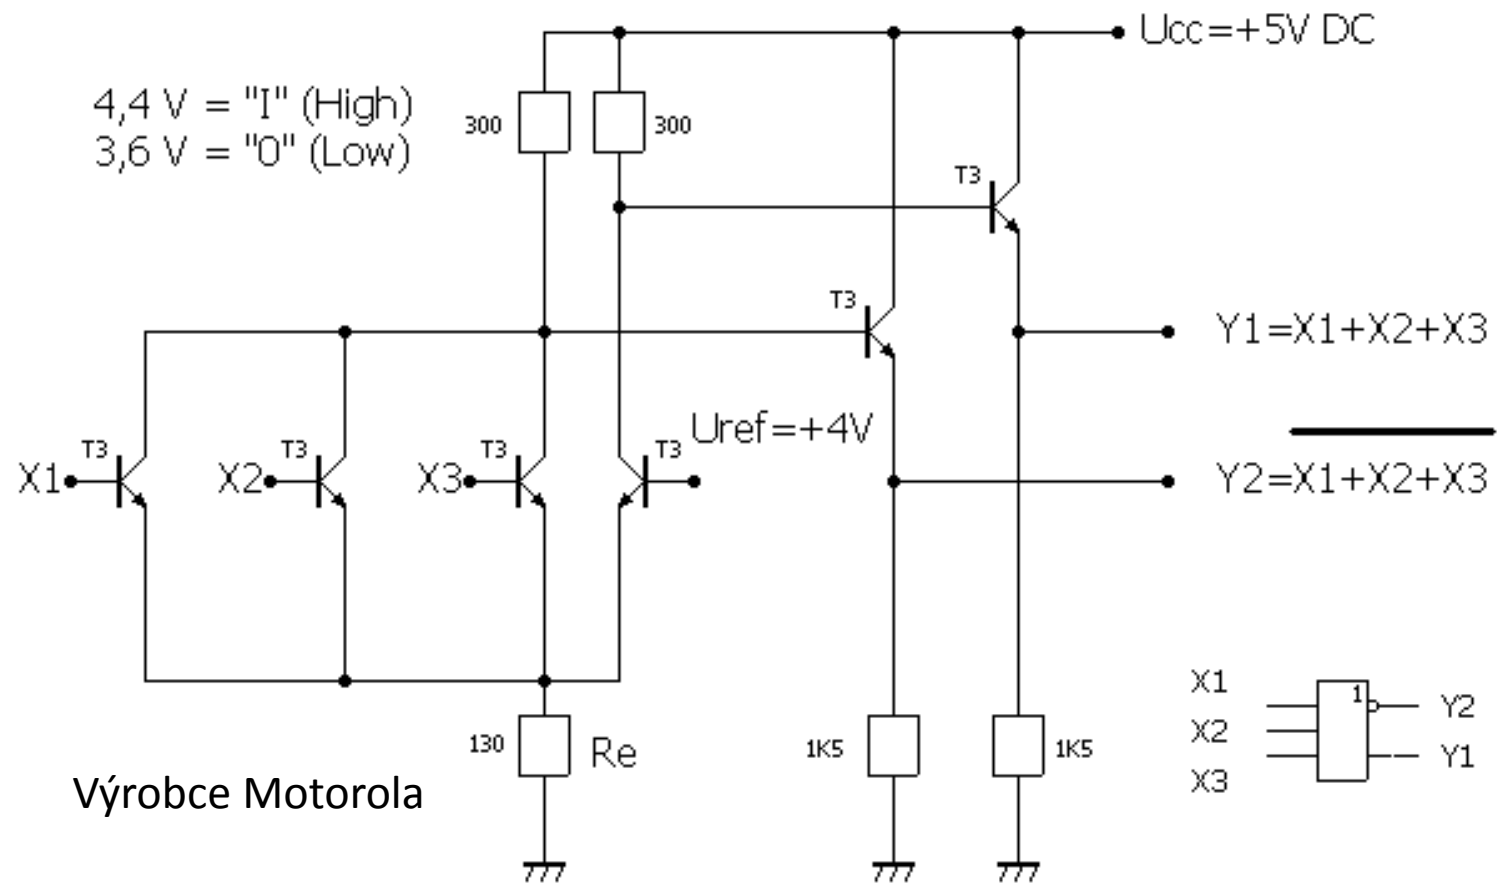 Ucc=+5V DC
4,4 V = "I" (High)
3,6 V = "0" (Low)
300
300
T3
T3
Y1=X1+X2+X3
Uref=+4V
T3
T3
T3
T3
X1
X2
X3
Y2=X1+X2+X3
X1
1
Y2
X2
130
Re
1K5
1K5
Y1
X3
Výrobce Motorola